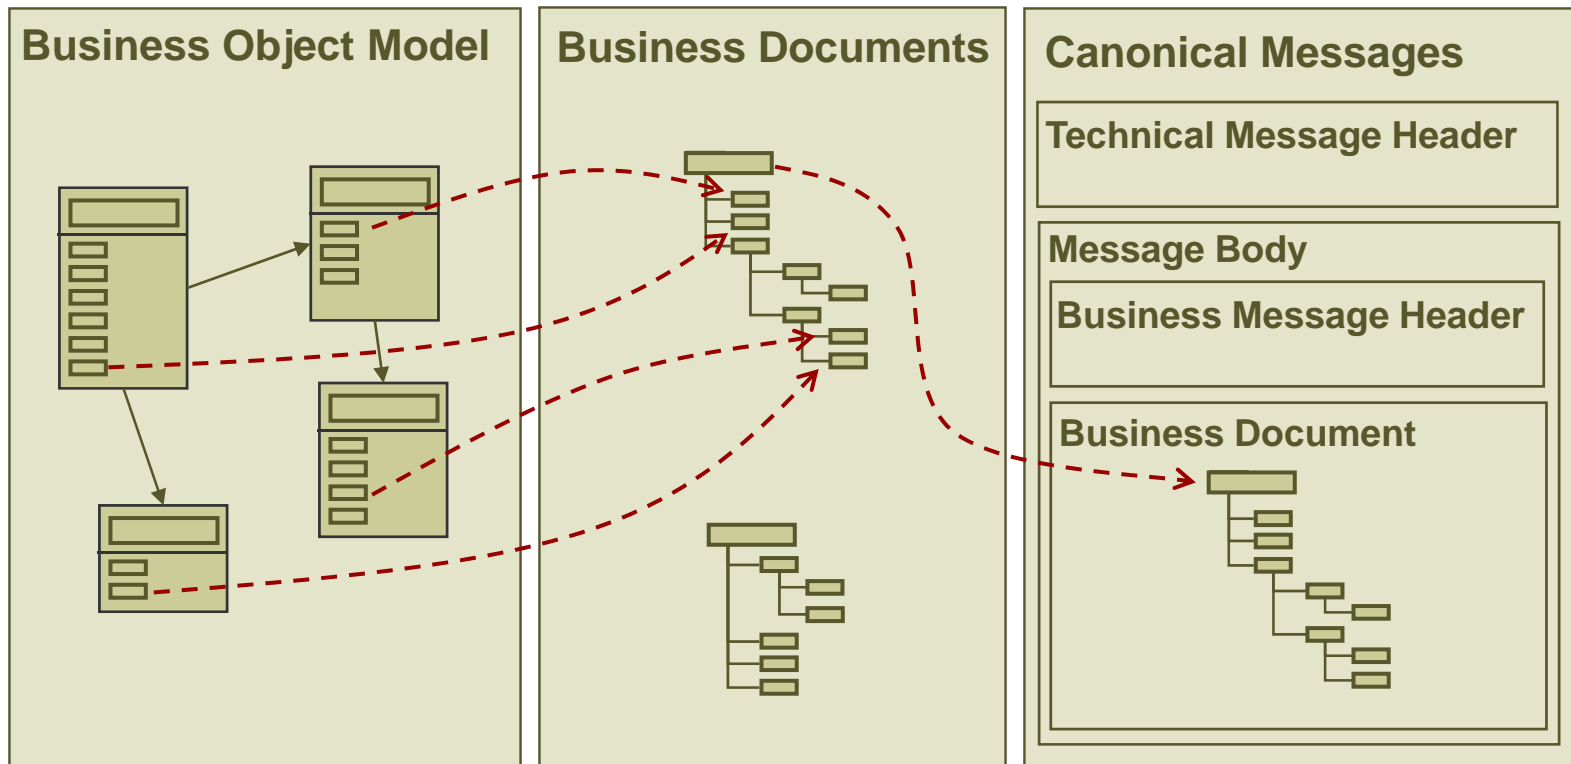 Business Object Model
Business Documents
Canonical Messages
Technical Message Header
Message Body
Business Message Header
Business Document